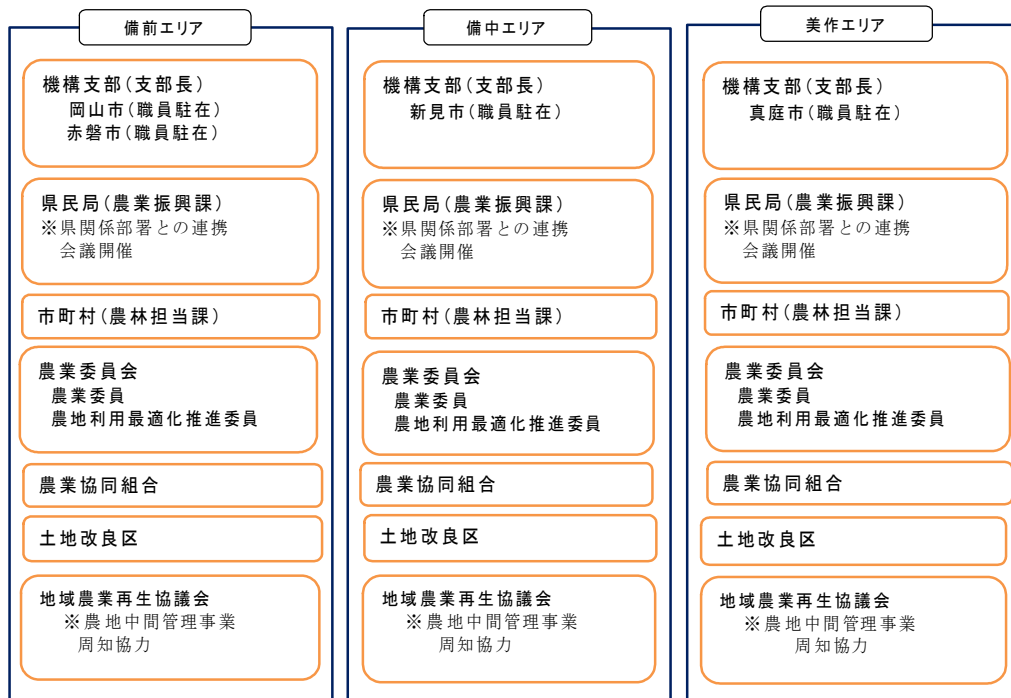 備前エリア
機構支部(支部長)
岡山市(職員駐在)
赤磐市(職員駐在)
県民局(農業振興課)
※県関係部署との連携
会議開催
市町村(農林担当課)
農業委員会
農業委員
農地利用最適化推進委員
農業協同組合
土地改良区
地域農業再生協議会
※農地中間管理事業
周知協力
備中エリア
機構支部(支部長)
新見市(職員駐在)
県民局(農業振興課)
※県関係部署との連携
会議開催
市町村(農林担当課)
農業委員会
農業委員
農地利用最適化推進委員
農業協同組合
土地改良区
地域農業再生協議会
※農地中間管理事業
周知協力
美作エリア
機構支部(支部長)
真庭市(職員駐在)
県民局(農業振興課)
※県関係部署との連携
会議開催
市町村(農林担当課)
農業委員会
農業委員
農地利用最適化推進委員
農業協同組合
土地改良区
地域農業再生協議会
※農地中間管理事業
周知協力